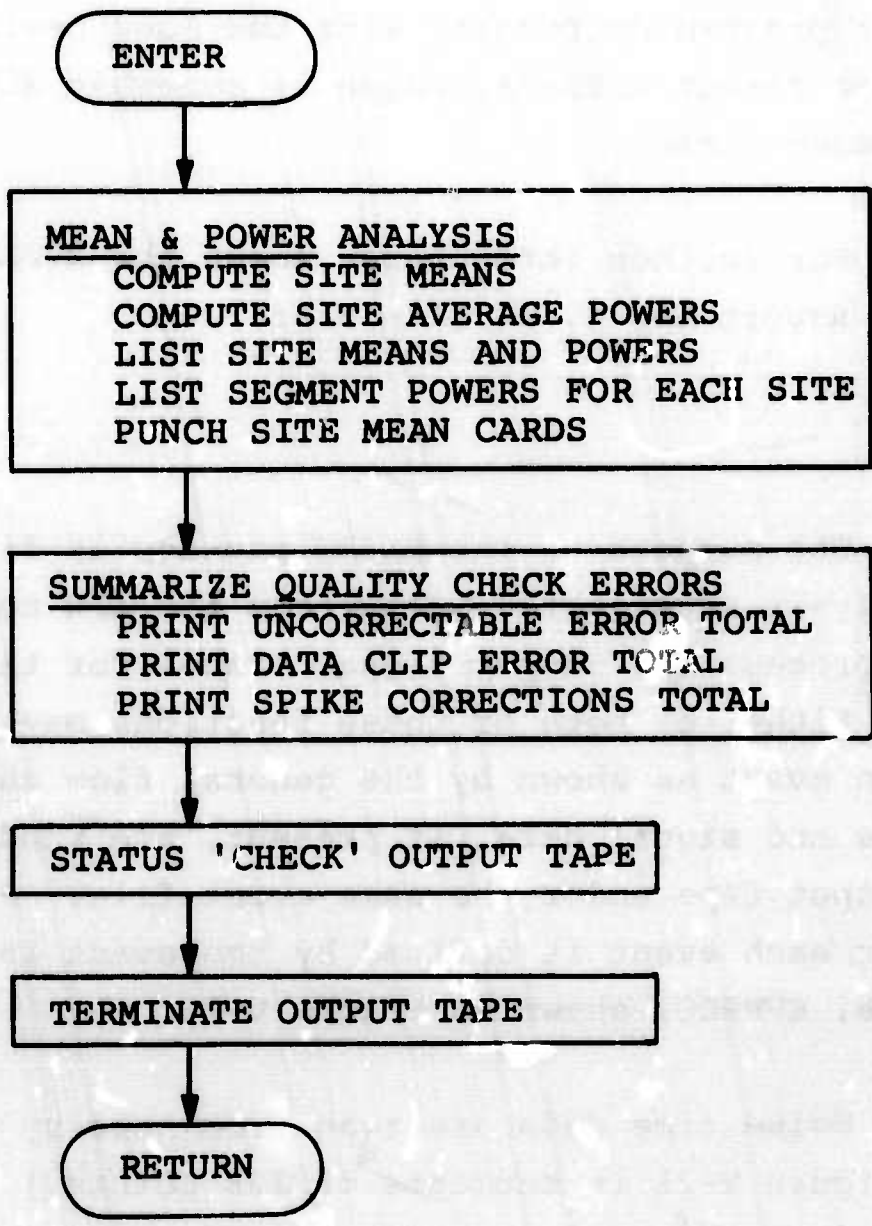 ENTER
MEAN & POWER ANALYSIS
COMPUTE SITE MEANS
COMPUTE SITE AVERAGE POWERS
LIST SITE MEANS AND POWERS
LIST SEGMENT POWERS FOR EACH SITE
PUNCH SITE MEAN CARDS
SUMMARIZE QUALITY CHECK ERRORS
PRINT UNCORRECTABLE ERROR TOTAL
PRINT DATA CLIP ERROR TOTAL
PRINT SPIKE CORRECTIONS TOTAL
STATUS 'CHECK' OUTPUT TAPE
TERMINATE OUTPUT TAPE
RETURN